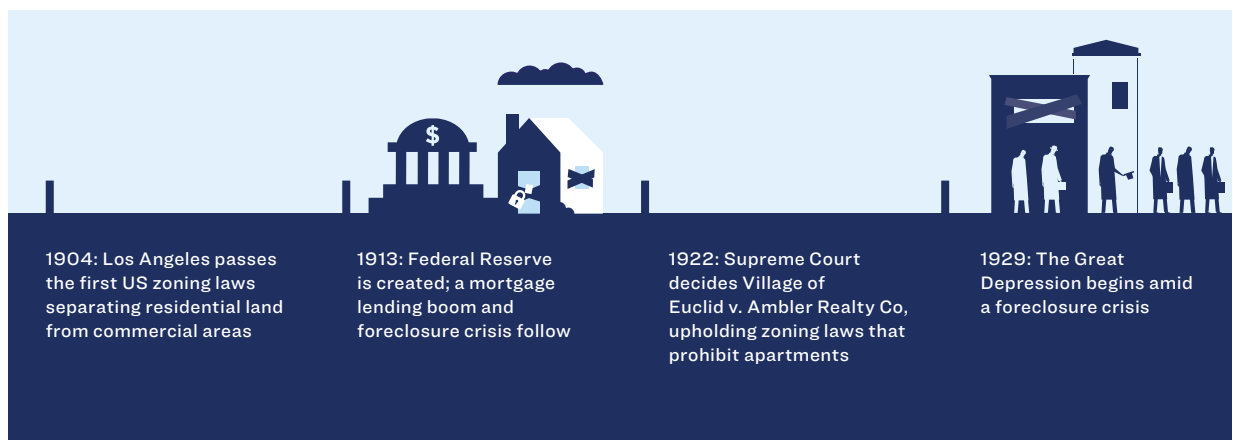 $
1904: Los Angeles passes
the first US zoning laws
separating residential land
from commercial areas
1913: Federal Reserve
is created; a mortgage
lending boom and
foreclosure crisis follow
1922: Supreme Court
decides Village of
Euclid v. Ambler Realty Co,
upholding zoning laws that
prohibit apartments
1929: The Great
Depression begins amid
a foreclosure crisis